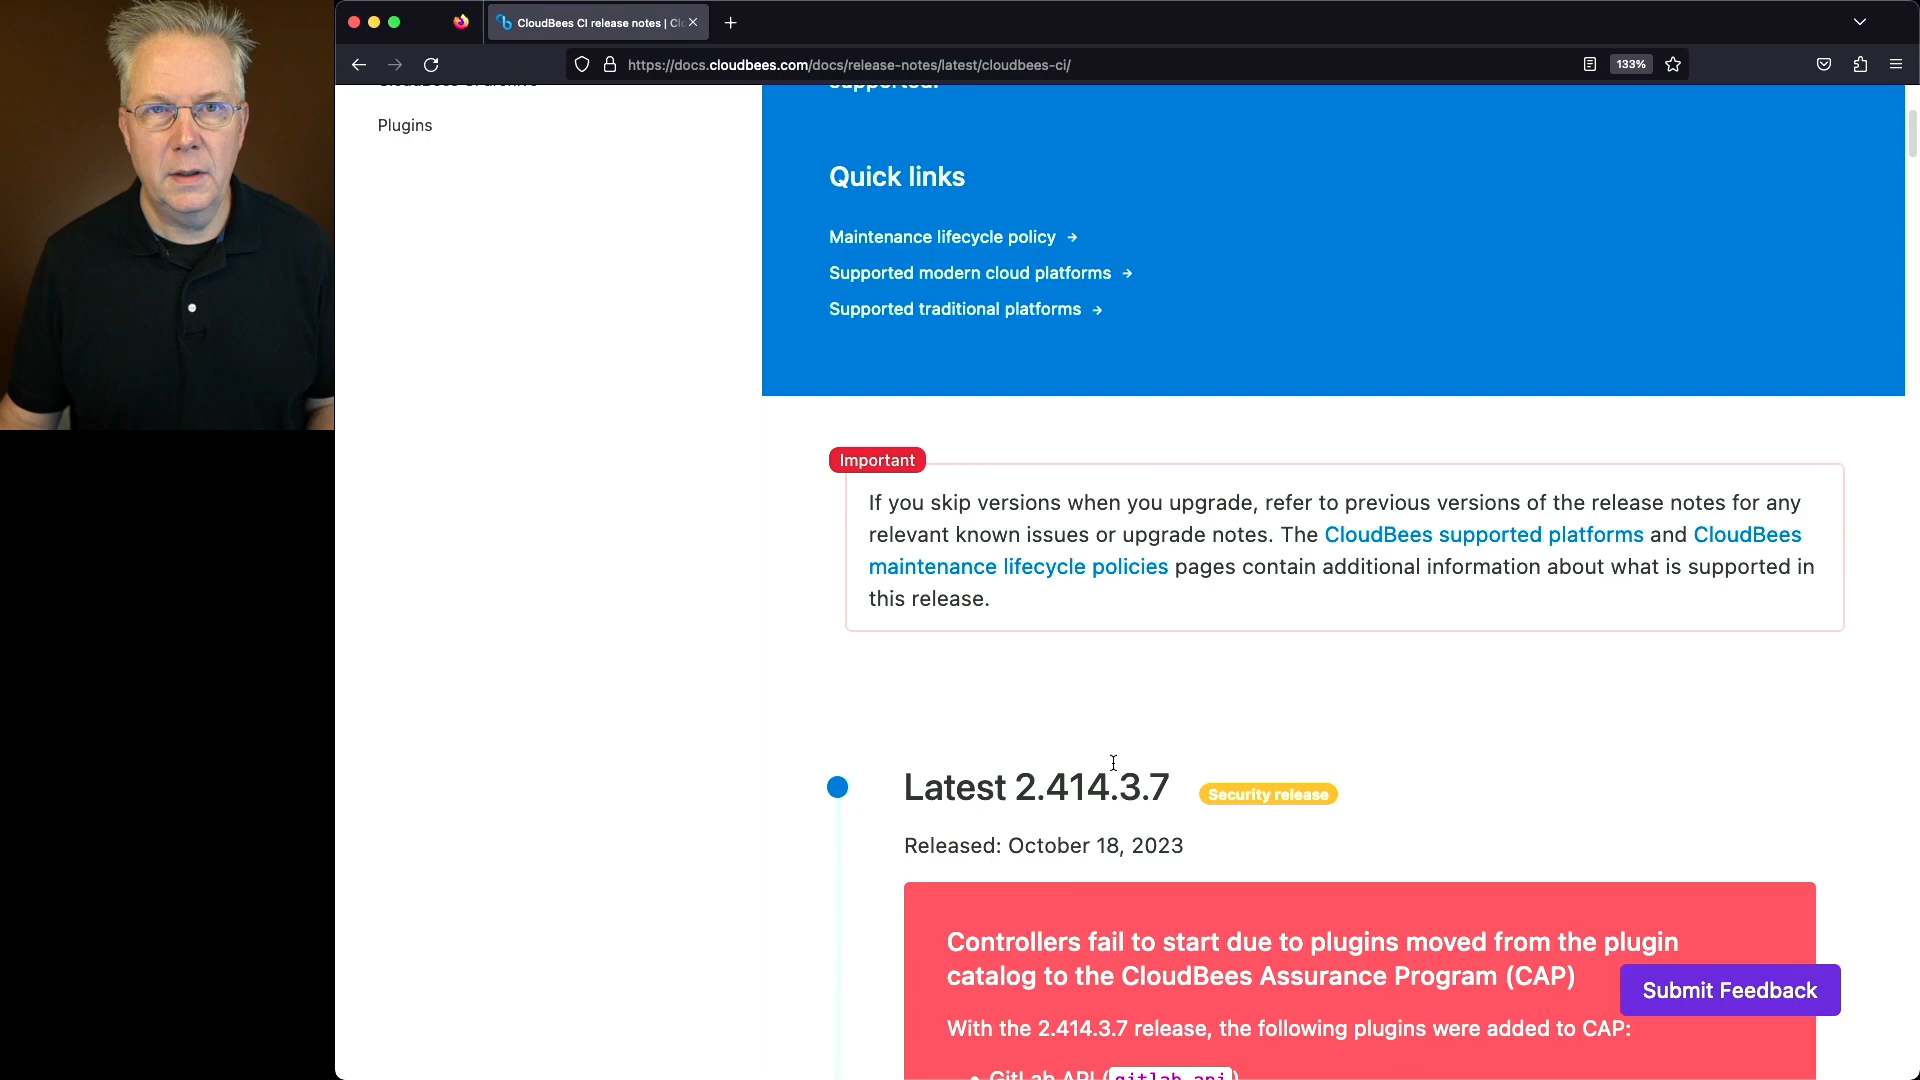 CloudBees CI release notes | Cl
https://docs.cloudbees.com/docs/release-notes/latest/cloudbees-ci/
133%
supported.
Plugins
Quick links
Maintenance lifecycle policy →
Supported modern cloud platforms →
Supported traditional platforms →
Important
If you skip versions when you upgrade, refer to previous versions of the release notes for any
relevant known issues or upgrade notes. The CloudBees supported platforms and CloudBees
maintenance lifecycle policies pages contain additional information about what is supported in
this release.
Latest 2.414.3.7 Security release
Released: October 18, 2023
Controllers fail to start due to plugins moved from the plugin
catalog to the CloudBees Assurance Program (CAP)
Submit Feedback
With the 2.414.3.7 release, the following plugins were added to CAP:
• GitLab API (gitlab-api)